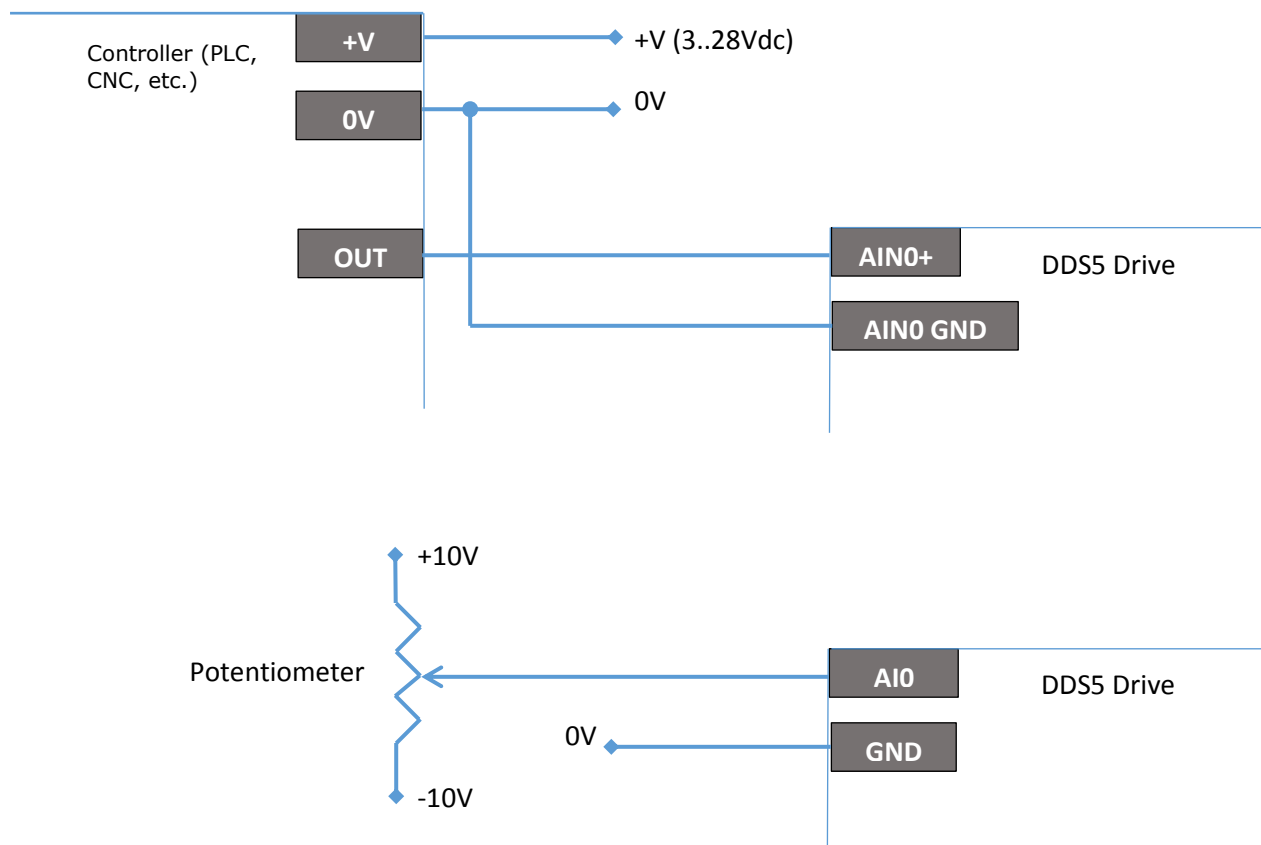 Controller (PLC,
CNC, etc.)
+V
+V (3..28Vdc)
0V
0V
OUT
AIN0+
DDS5 Drive
AIN0 GND
+10V
Potentiometer
AI0
DDS5 Drive
0V
GND
-10V